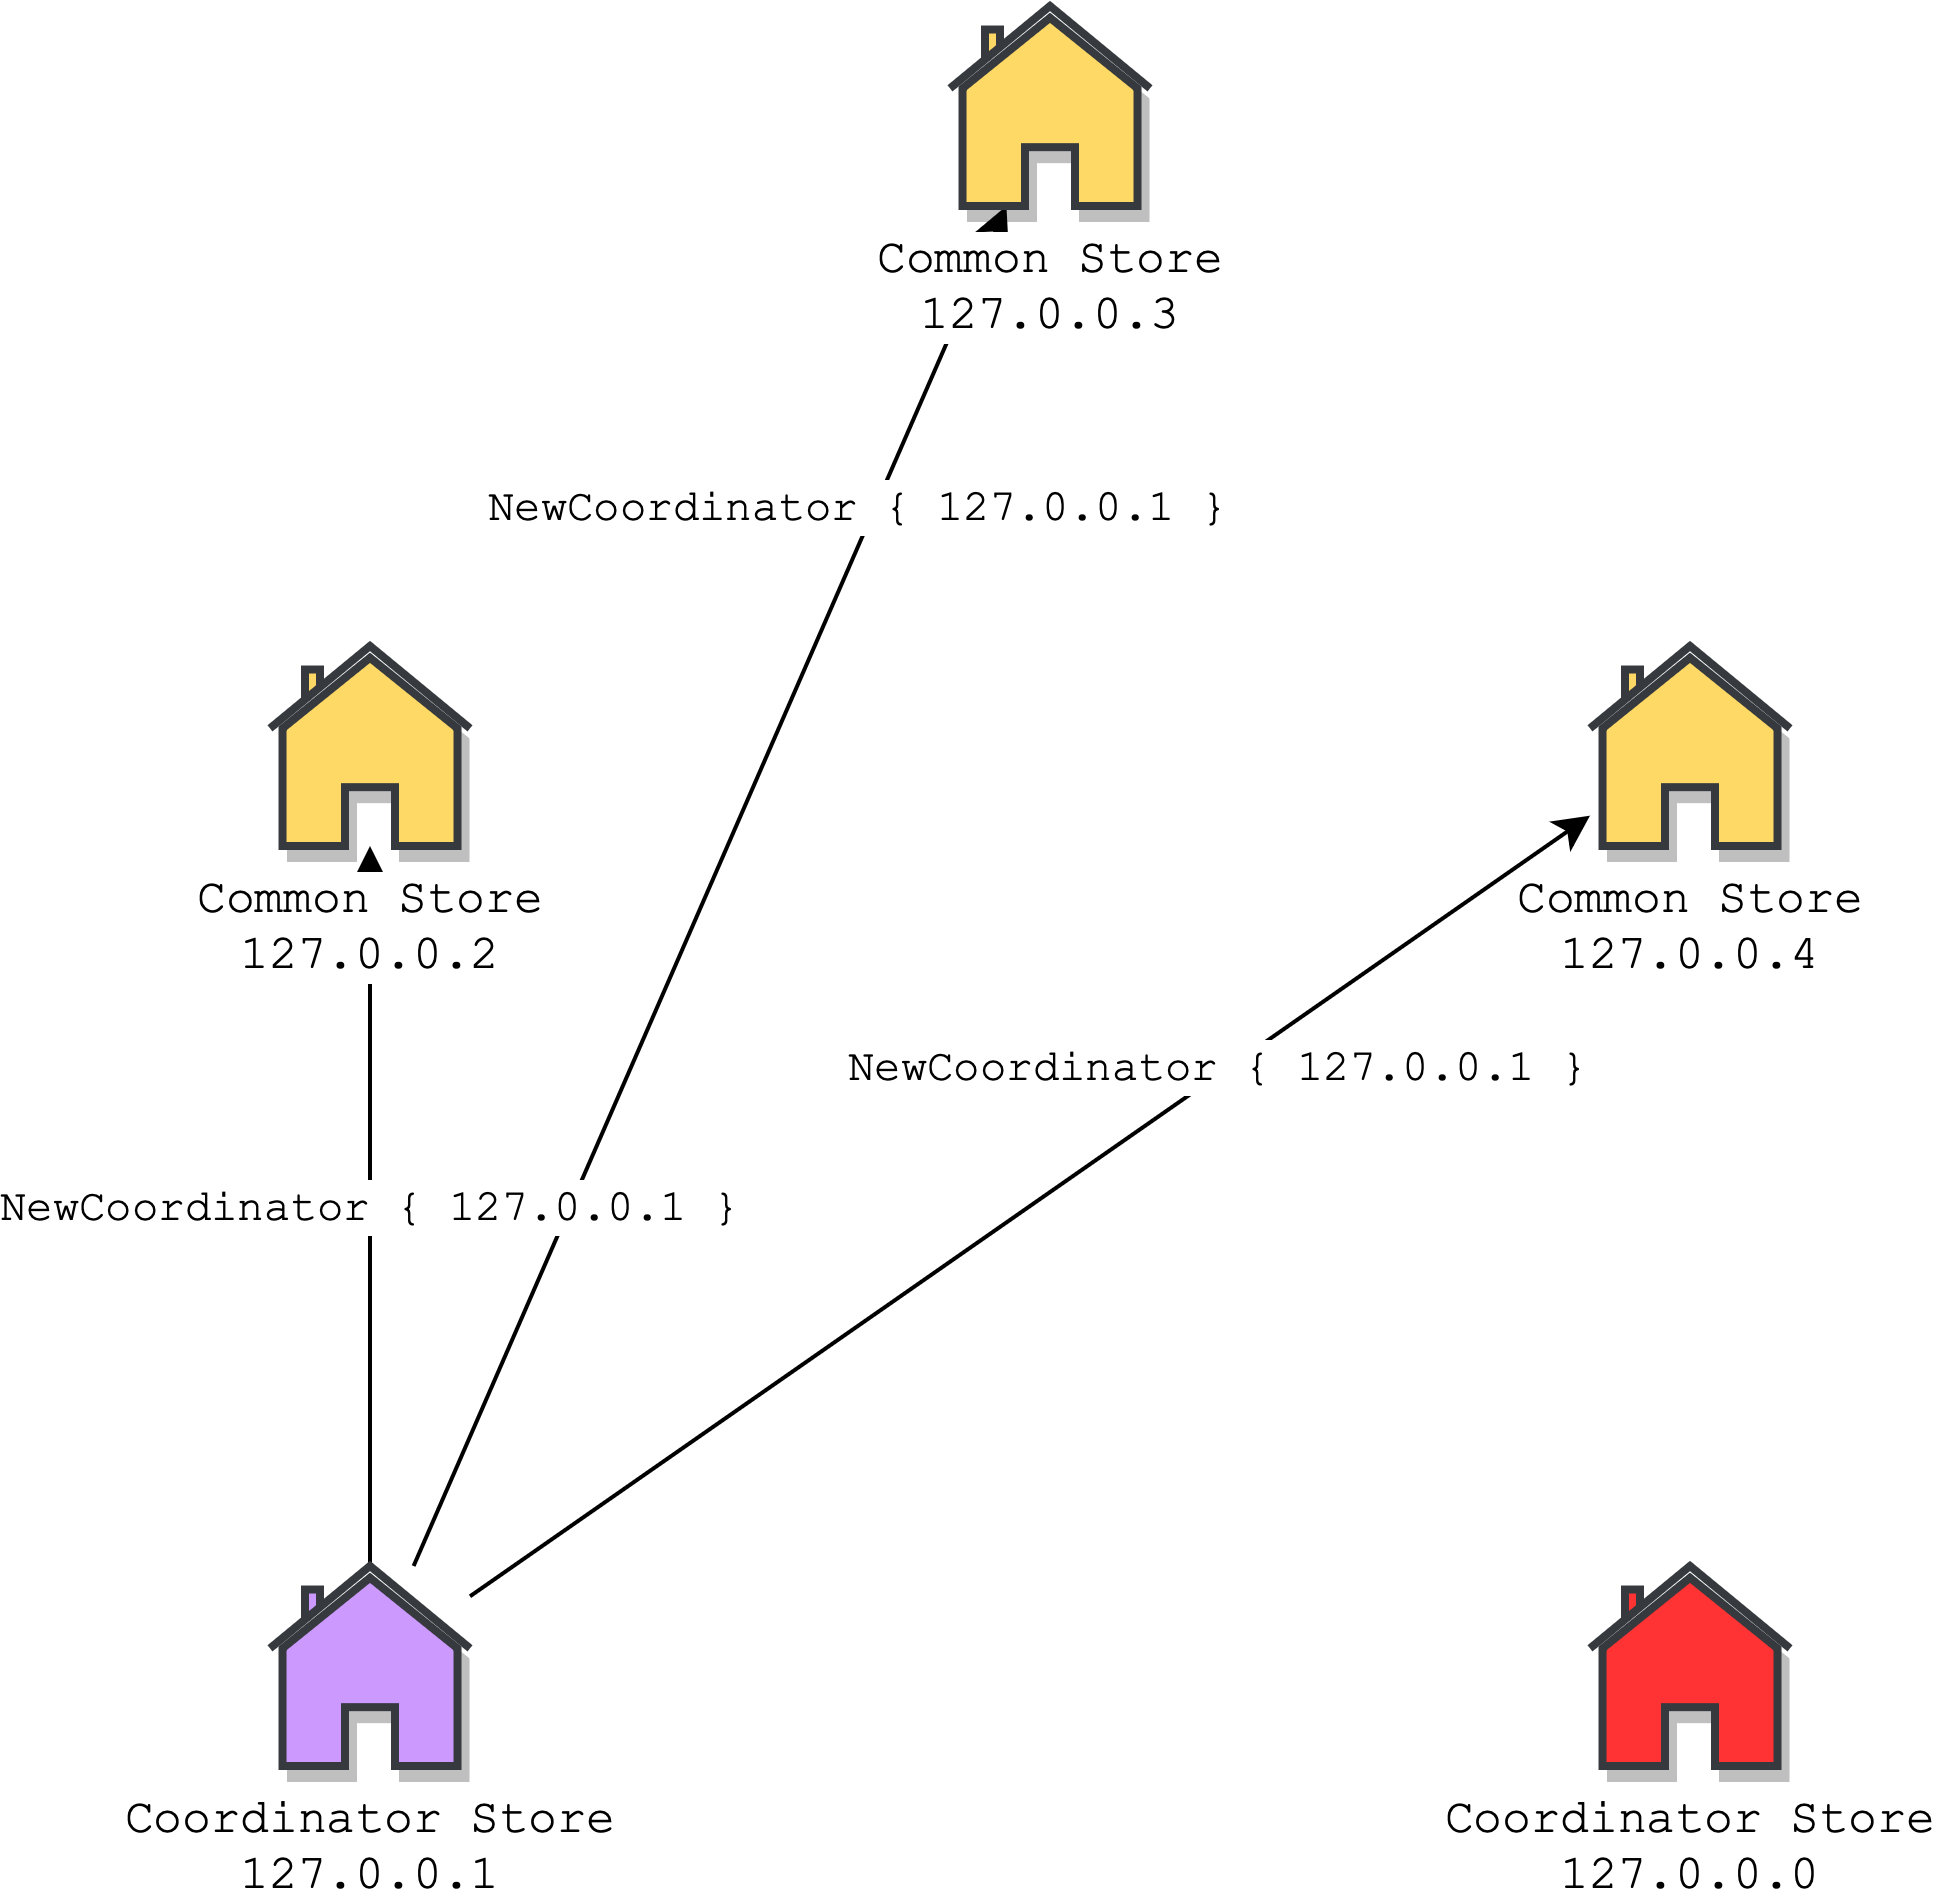 Common Store
127.0.0.3
NewCoordinator { 127.0.0.1 }
Common Store
127.0.0.2
Common Store
127.0.0.4
NewCoordinator { 127.0.0.1 }
NewCoordinator { 127.0.0.1 }
Coordinator Store
127.0.0.1
Coordinator Store
127.0.0.0